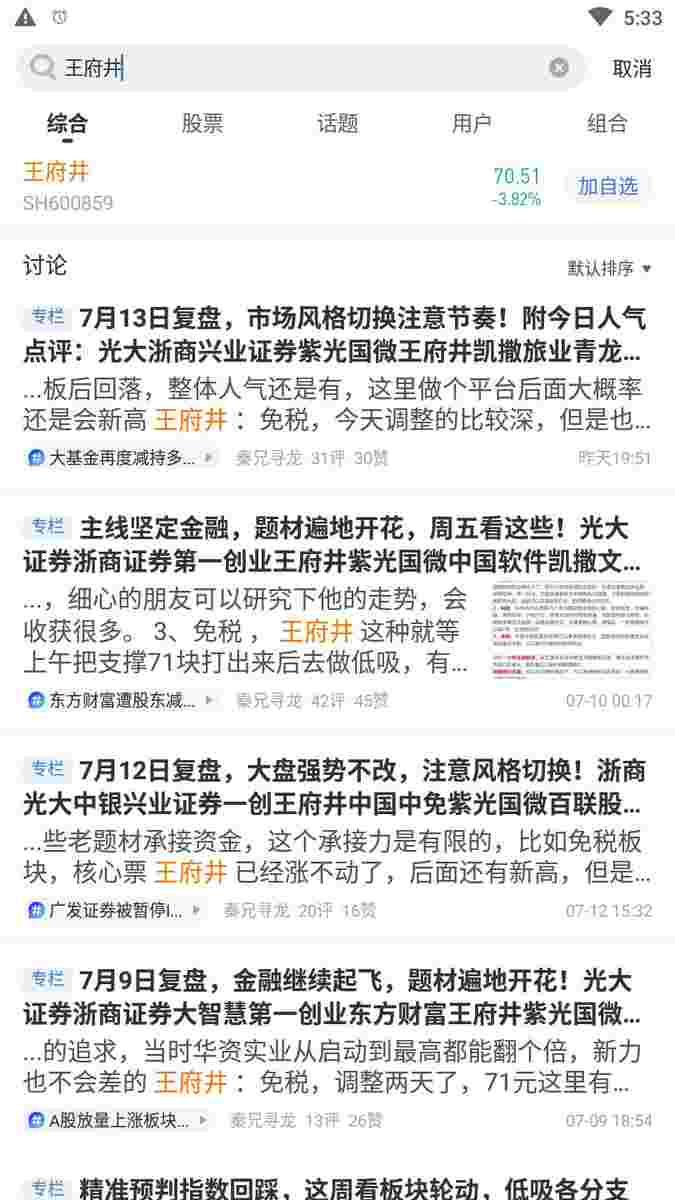 5:33
王府井
取消
综合 股票 话题 用户 组合
王府井
SH600859
70.51
-3.82%
加自选
讨论
默认排序
专栏 7月13日复盘，市场风格切换注意节奏！附今日人气
点评：光大浙商兴业证券紫光国微王府井凯撒旅业青龙...
...板后回落，整体人气还是有，这里做个平台后面大概率
还是会新高 王府井 ：免税，今天调整的比较深，但是也...
大基金再度减持多... 秦兄寻龙 31评 30赞 昨天19:51
专栏 主线坚定金融，题材遍地开花，周五看这些！光大
证券浙商证券第一创业王府井紫光国微中国软件凯撒文...
...，细心的朋友可以研究下他的走势，会
收获很多。 3、免税 ， 王府井 这种就等
上午把支撑71块打出来后去做低吸，有...
东方财富遭股东减... 秦兄寻龙 42评 45赞 07-10 00:17
专栏 7月12日复盘，大盘强势不改，注意风格切换！浙商
光大中银兴业证券一创王府井中国中免紫光国微百联股...
...些老题材承接资金，这个承接力是有限的，比如免税板
块，核心票 王府井 已经涨不动了，后面还有新高，但是...
广发证券被暂停I... 秦兄寻龙 20评 16赞 07-12 15:32
专栏 7月9日复盘，金融继续起飞，题材遍地开花！光大
证券浙商证券大智慧第一创业东方财富王府井紫光国微...
...的追求，当时华资实业从启动到最高都能翻个倍，新力
也不会差的 王府井 ：免税，调整两天了，71元这里有...
A股放量上涨板块... 秦兄寻龙 13评 26赞 07-09 18:54
专栏 精准预判指数回踩，这周看板块轮动，低吸各分支